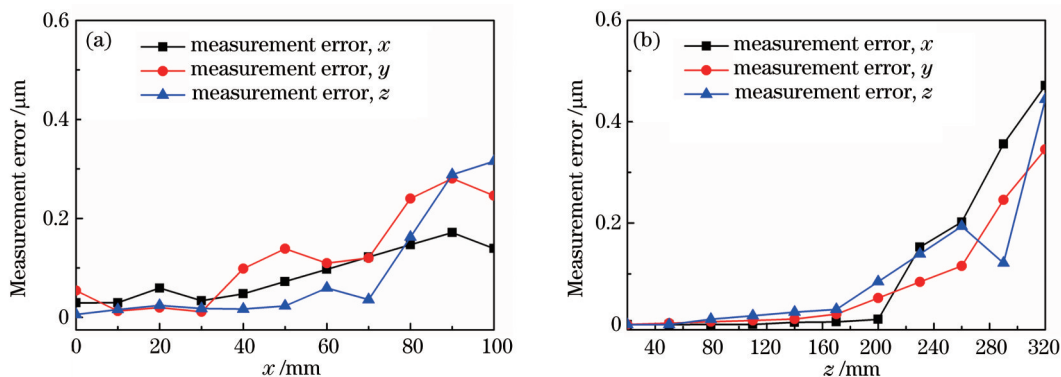 (a)
measurement error, x
measurement error, y
measurement error, z
Measurement error /μm
0.6
0.4
0.2
0
0 20 40 60 80 100
x /mm
(b)
measurement error, x
measurement error, y
measurement error, z
Measurement error /μm
0.6
0.4
0.2
0
40 80 120 160 200 240 280 320
z /mm